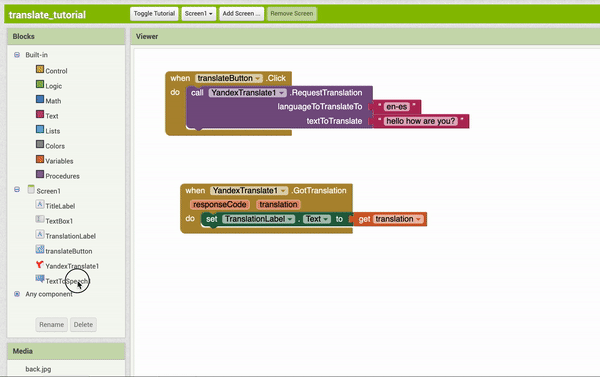 translate_tutorial Toggle Tutorial Screen1 Add Screen ... Remove Screen
Blocks
Viewer
Built-in
Control
Logic
Math
Text
Lists
Colors
Variables
Procedures
Screen1
TitleLabel
TextBox1
TranslationLabel
translateButton
YandexTranslate1
TextToSpeech1
Any component
Rename Delete
Media
back.jpg
when translateButton .Click
do call YandexTranslate1 .RequestTranslation
languageToTranslateTo " en-es "
textToTranslate " hello how are you? "
when YandexTranslate1 .GotTranslation
responseCode translation
do set TranslationLabel . Text to get translation